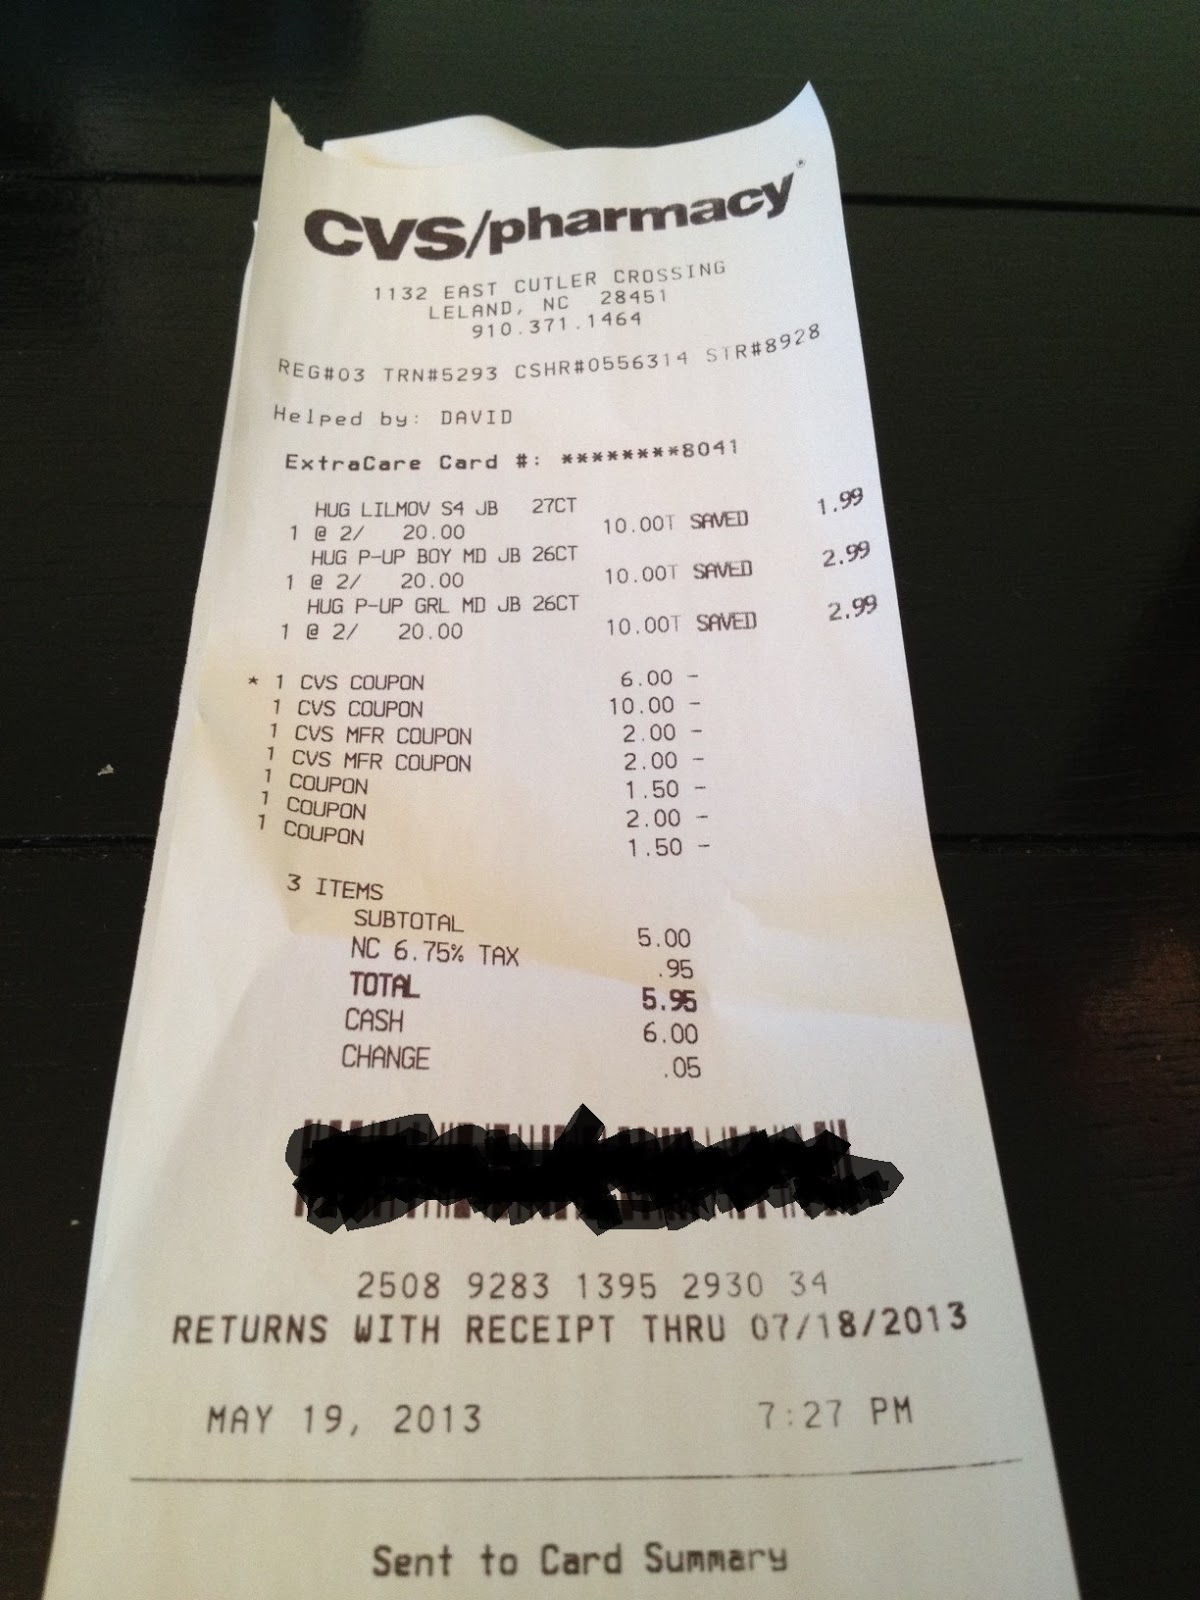 CVS/pharmacy®
1132 EAST CUTLER CROSSING
LELAND, NC 28451
910.371.1464
REG#03 TRN#5293 CSHR#0556314 STR#8928
Helped by: DAVID
ExtraCare Card #: ********8041
HUG LILMOV S4 JB 27CT
1 @ 2/ 20.00 10.00T SAVED 1.99
HUG P-UP BOY MD JB 26CT
1 @ 2/ 20.00 10.00T SAVED 2.99
HUG P-UP GRL MD JB 26CT
1 @ 2/ 20.00 10.00T SAVED 2.99
* 1 CVS COUPON 6.00 -
1 CVS COUPON 10.00 -
1 CVS MFR COUPON 2.00 -
1 CVS MFR COUPON 2.00 -
1 COUPON 1.50 -
1 COUPON 2.00 -
1 COUPON 1.50 -
3 ITEMS
SUBTOTAL 5.00
NC 6.75% TAX .95
TOTAL 5.95
CASH 6.00
CHANGE .05
2508 9283 1395 2930 34
RETURNS WITH RECEIPT THRU 07/18/2013
MAY 19, 2013 7:27 PM
Sent to Card Summary